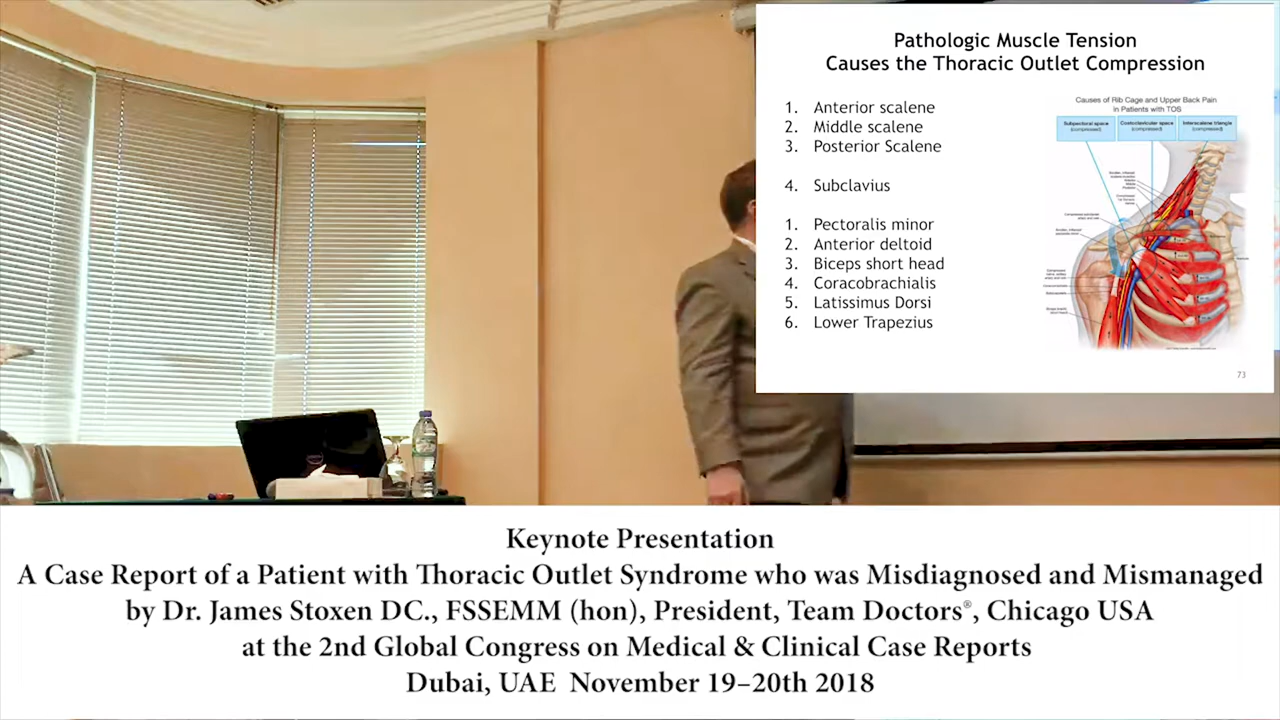 Pathologic Muscle Tension
Causes the Thoracic Outlet Compression
1. Anterior scalene
2. Middle scalene
3. Posterior Scalene
4. Subclavius
1. Pectoralis minor
2. Anterior deltoid
3. Biceps short head
4. Coracobrachialis
5. Latissimus Dorsi
6. Lower Trapezius
Causes of Rib Cage and Upper Back Pain
in Patients with TOS
Subpectoral space
(compressed)
Costoclavicular space
(compressed)
Interscalene triangle
(compressed)
73
Keynote Presentation
A Case Report of a Patient with Thoracic Outlet Syndrome who was Misdiagnosed and Mismanaged
by Dr. James Stoxen DC., FSSEMM (hon), President, Team Doctors®, Chicago USA
at the 2nd Global Congress on Medical & Clinical Case Reports
Dubai, UAE November 19–20th 2018